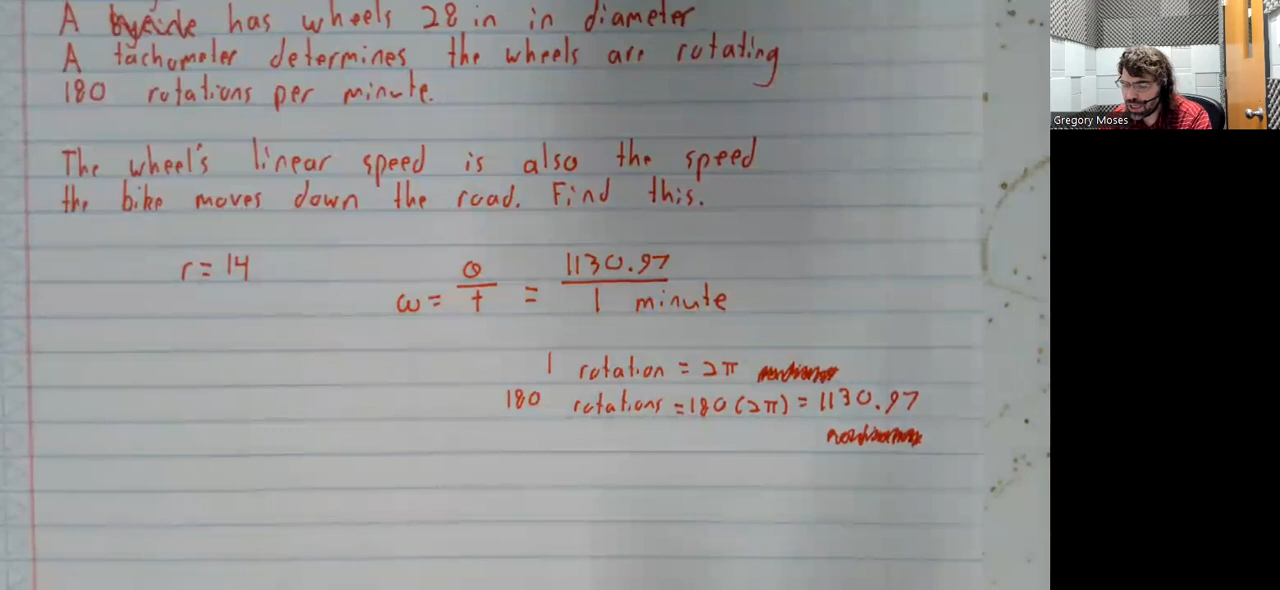 A has wheels 28 in in diameter
A tachometer determines the wheels are rotating
180 rotations per minute.
The wheel's linear speed is also the speed
the bike moves down the road. Find this.
r = 14
ω = θ/t = 1130.97/1 minute
1 rotation = 2π
180 rotations = 180 (2π) = 1130.97
Gregory Moses